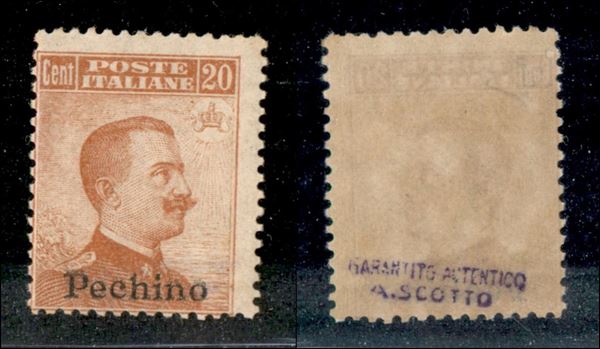 Cent. POSTE ITALIANE 20
Pechino
GARANTITO AUTENTICO
A. SCOTTO